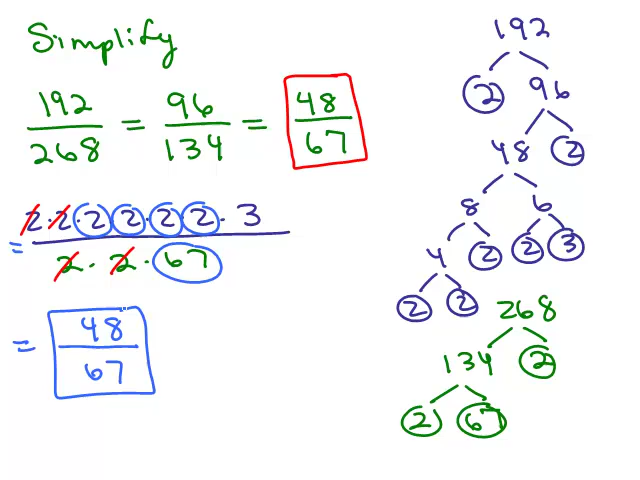 Simplify
192/268 = 96/134 = 48/67
= 2·2·2·2·2·2·3 / 2·2·67
= 48/67
192
2 96
48 2
8 6
4 2 2 3
2 2
268
134 2
2 67